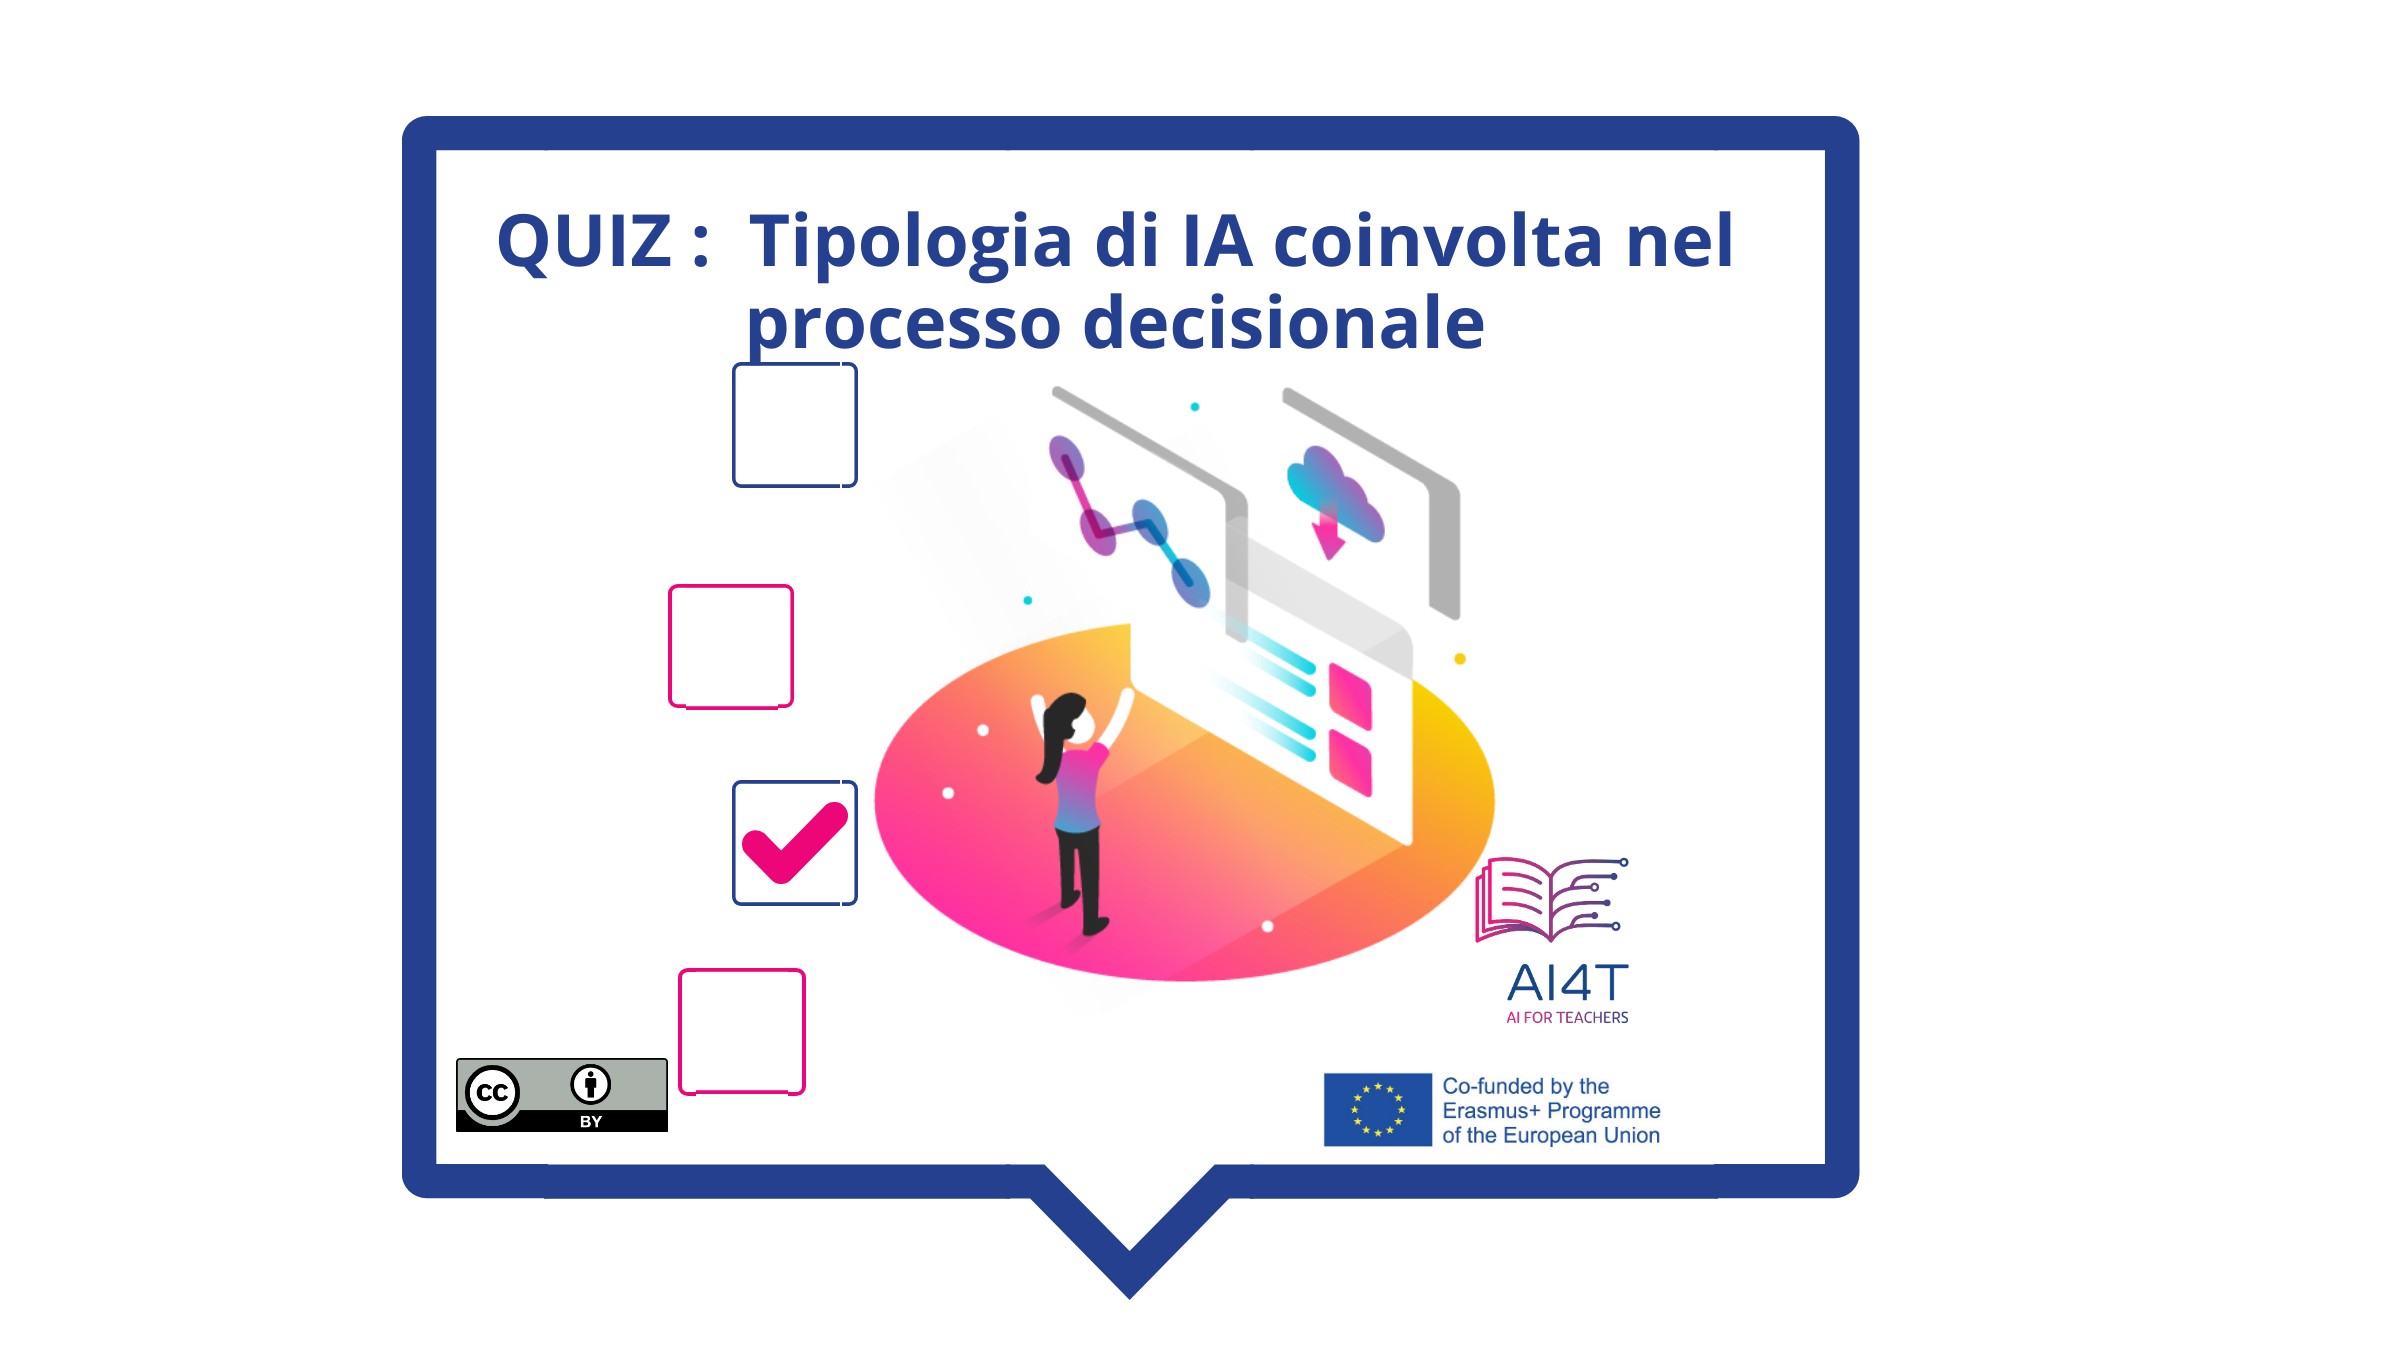 QUIZ :  Tipologia di IA coinvolta nel
processo decisionale
AI4T
AI FOR TEACHERS
CC
BY
Co-funded by the
Erasmus+ Programme
of the European Union